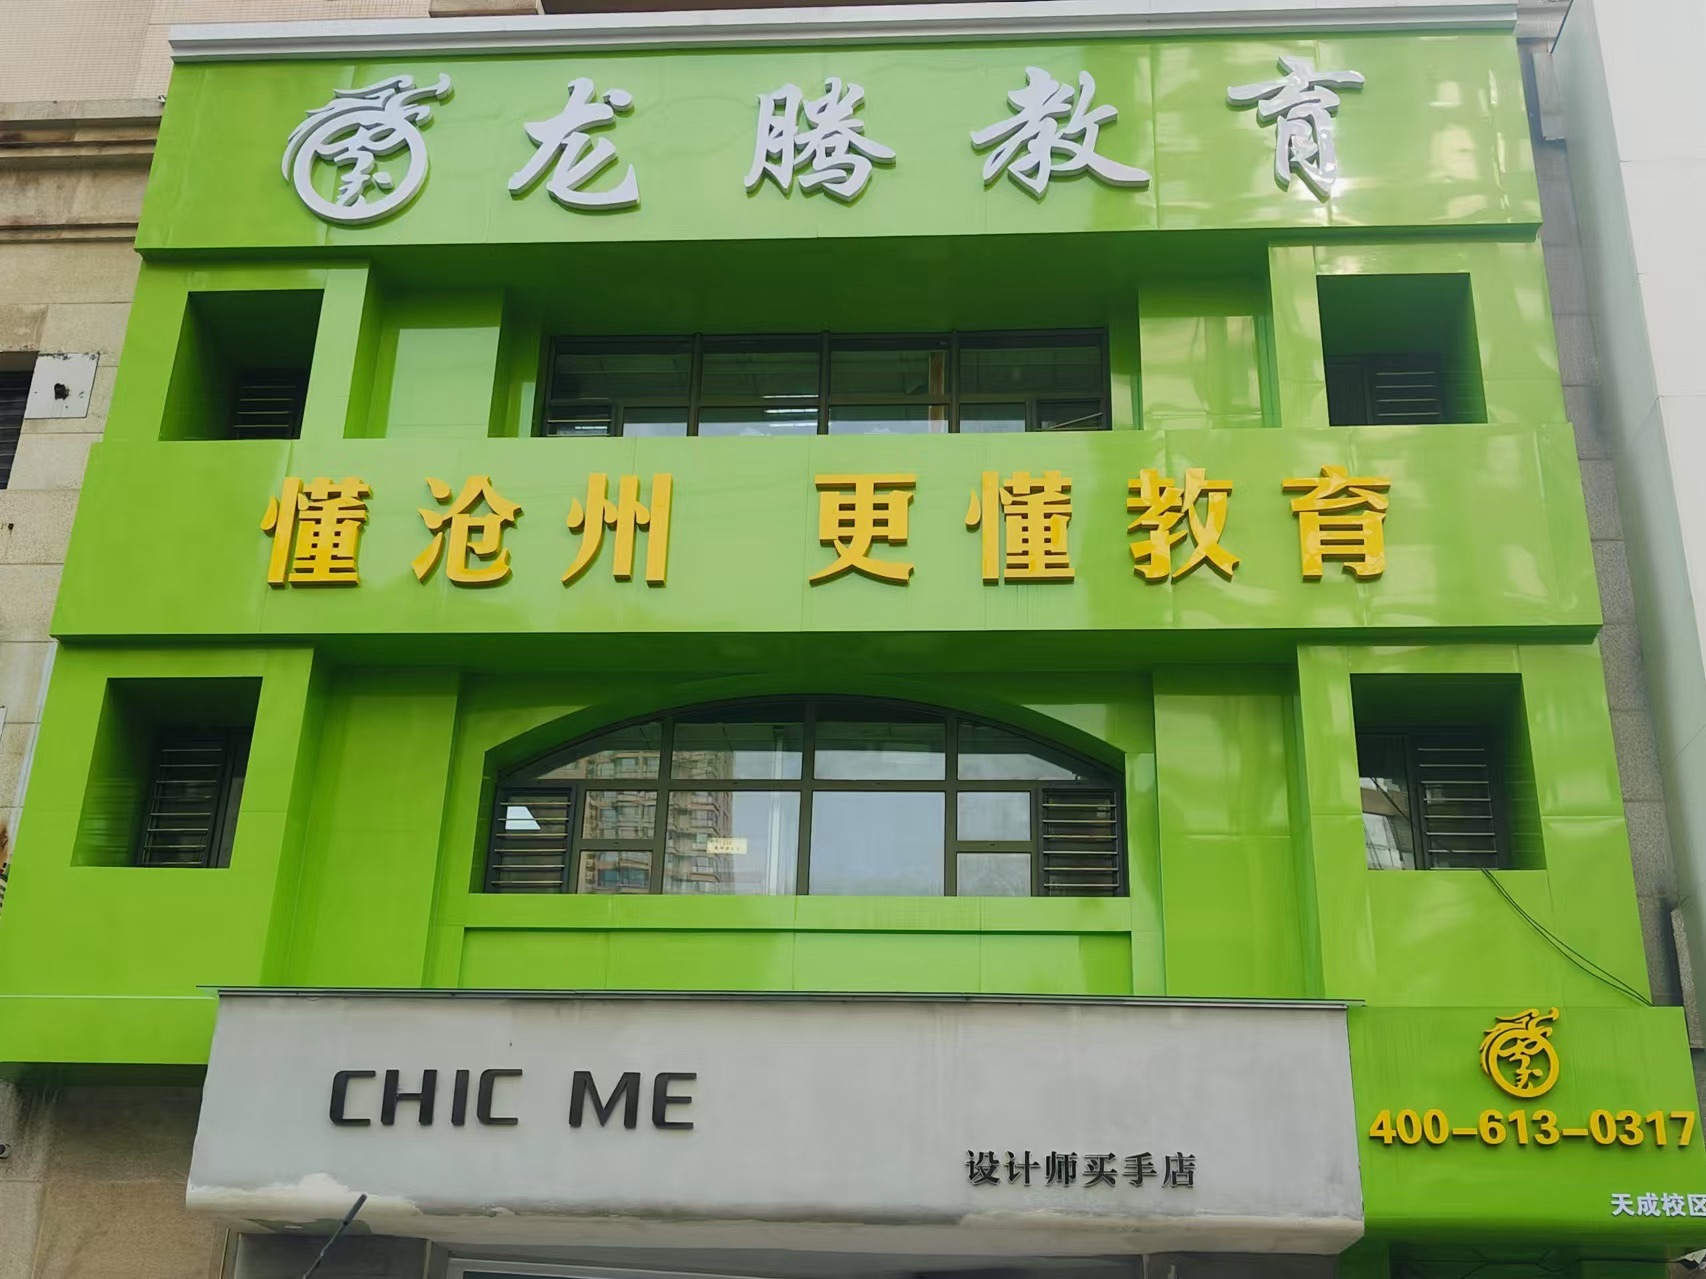 龙腾教育
懂沧州 更懂教育
CHIC ME
设计师买手店
400-613-0317
天成校区